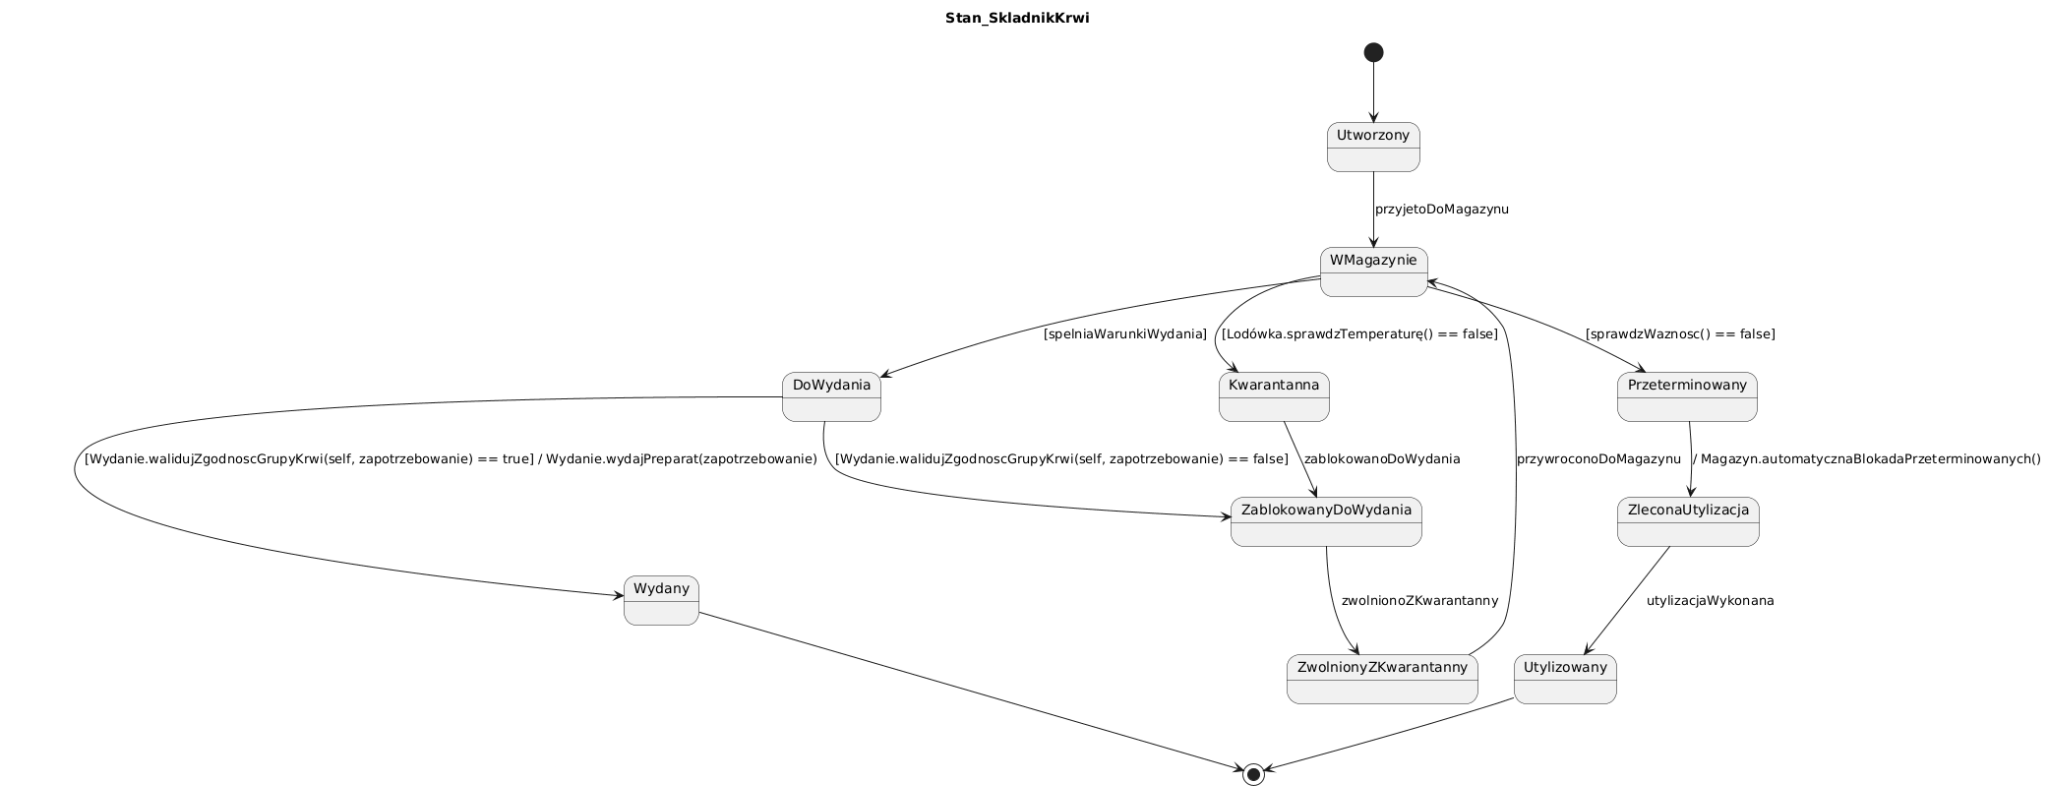 Stan_SkladnikKrwi
Utworzony
przyjetoDoMagazynu
WMagazynie
[spelniaWarunkiWydania]
[Lodówka.sprawdzTemperaturę() == false]
[sprawdzWaznosc() == false]
DoWydania
Kwarantanna
Przeterminowany
[Wydanie.walidujZgodnoscGrupyKrwi(self, zapotrzebowanie) == true] / Wydanie.wydajPreparat(zapotrzebowanie)
[Wydanie.walidujZgodnoscGrupyKrwi(self, zapotrzebowanie) == false]
zablokowanoDoWydania
przywroconoDoMagazynu
/ Magazyn.automatycznaBlokadaPrzeterminowanych()
ZablokowanyDoWydania
ZleconaUtylizacja
Wydany
zwolnionoZKwarantanny
utylizacjaWykonana
ZwolnionyZKwarantanny
Utylizowany